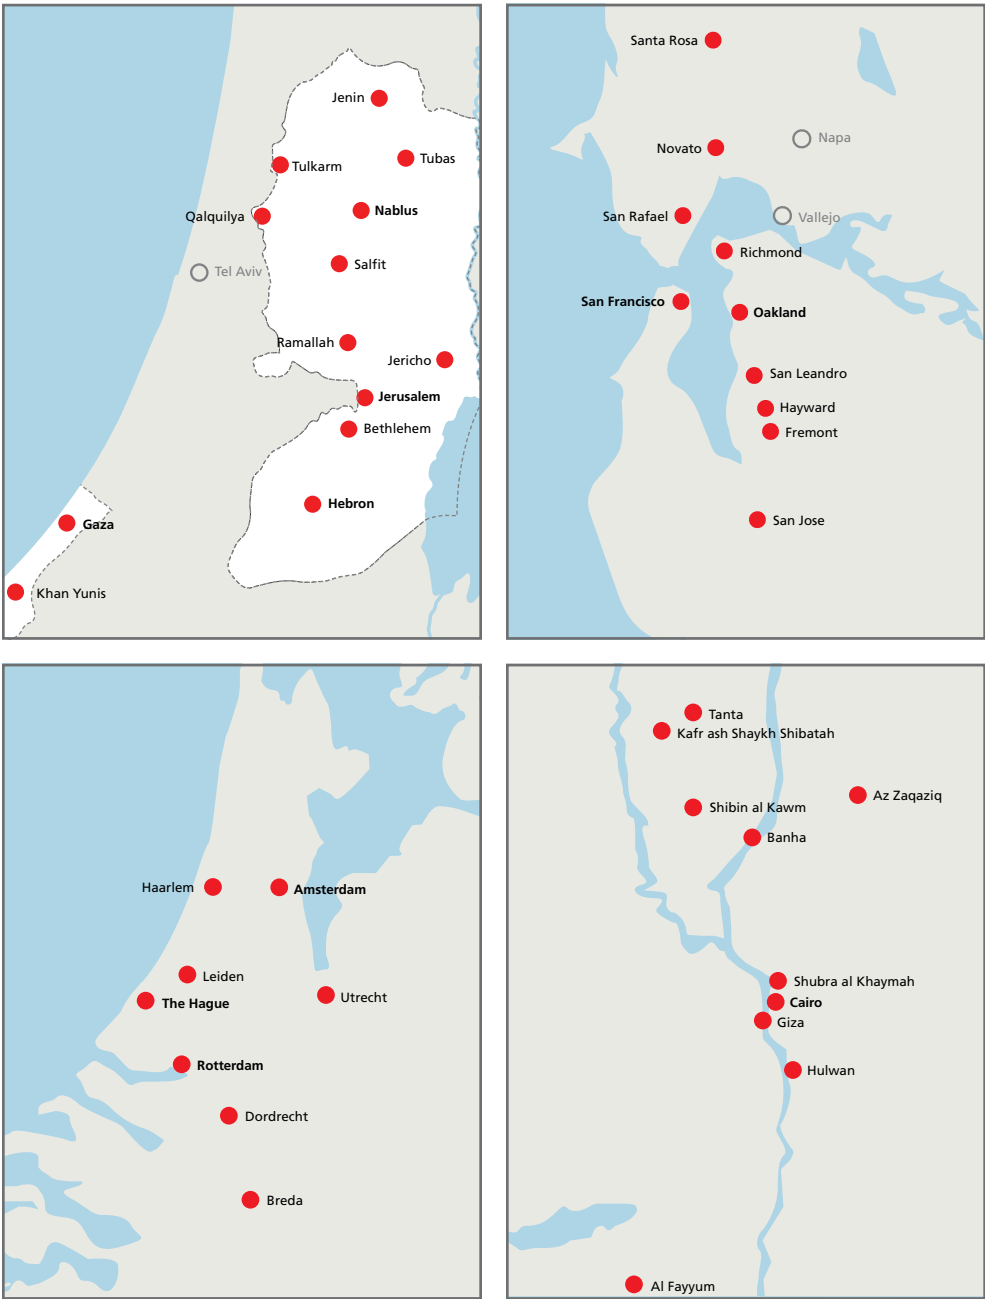 Jenin
Tulkarm
Tubas
Qalquilya
Nablus
Tel Aviv
Salfit
Ramallah
Jericho
Jerusalem
Bethlehem
Hebron
Gaza
Khan Yunis
Santa Rosa
Napa
Novato
San Rafael
Vallejo
Richmond
San Francisco
Oakland
San Leandro
Hayward
Fremont
San Jose
Haarlem
Amsterdam
Leiden
The Hague
Utrecht
Rotterdam
Dordrecht
Breda
Tanta
Kafr ash Shaykh Shibatah
Az Zaqaziq
Shibin al Kawm
Banha
Shubra al Khaymah
Cairo
Giza
Hulwan
Al Fayyum